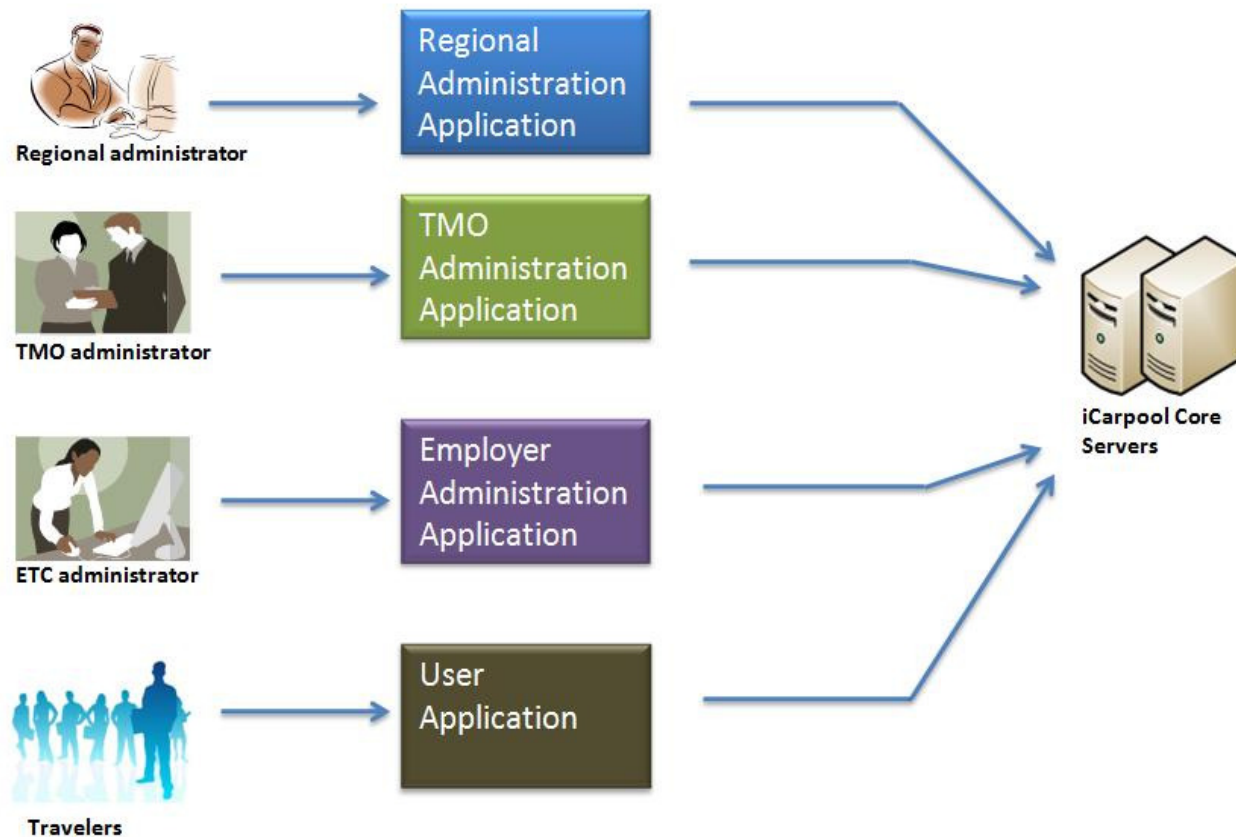 Regional administrator
Regional
Administration
Application
TMO administrator
TMO
Administration
Application
ETC administrator
Employer
Administration
Application
Travelers
User
Application
iCarpool Core
Servers